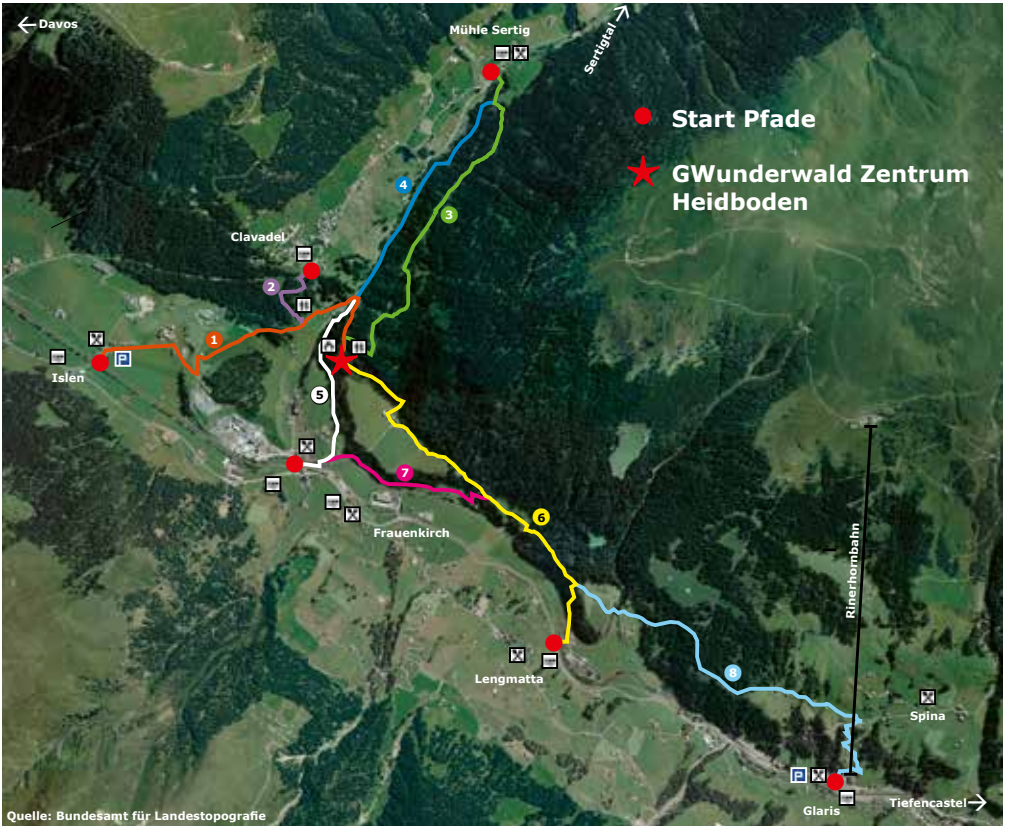 Davos
Mühle Sertig
Sertigtal
Start Pfade
GWunderwald Zentrum
Heidboden
4
3
Clavadel
2
1
P
Islen
5
7
6
Frauenkirch
Rinerhornbahn
Lengmatta
8
Spina
P
Glaris
Tiefencastel
Quelle: Bundesamt für Landestopografie